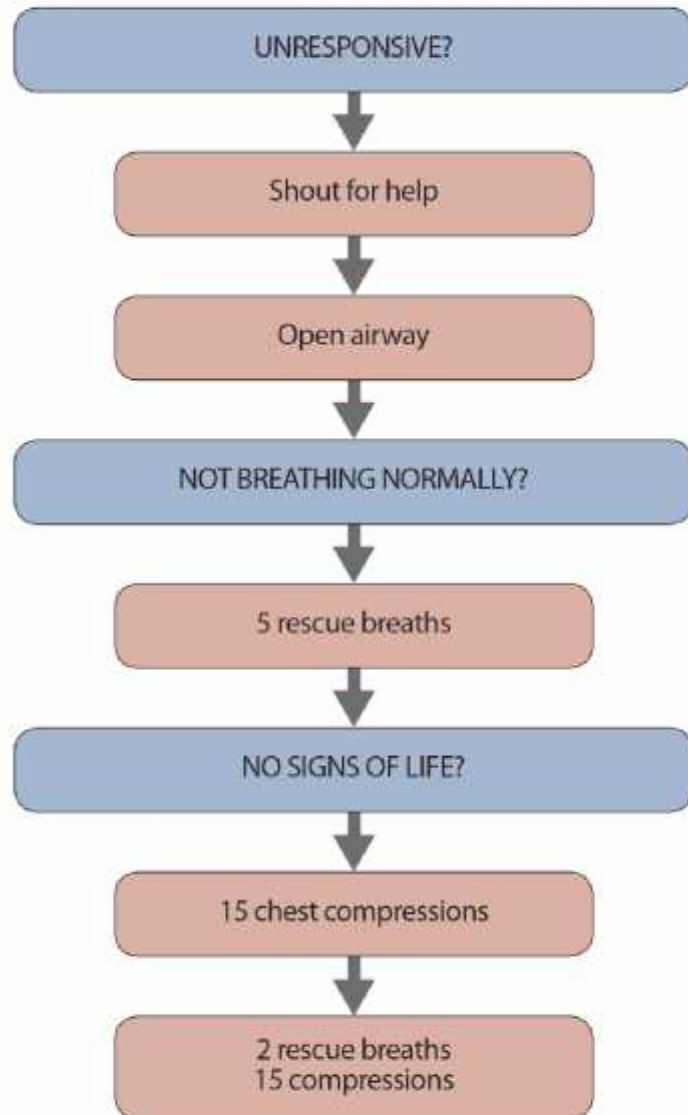 UNRESPONSIVE?
Shout for help
Open airway
NOT BREATHING NORMALLY?
5 rescue breaths
NO SIGNS OF LIFE?
15 chest compressions
2 rescue breaths
15 compressions